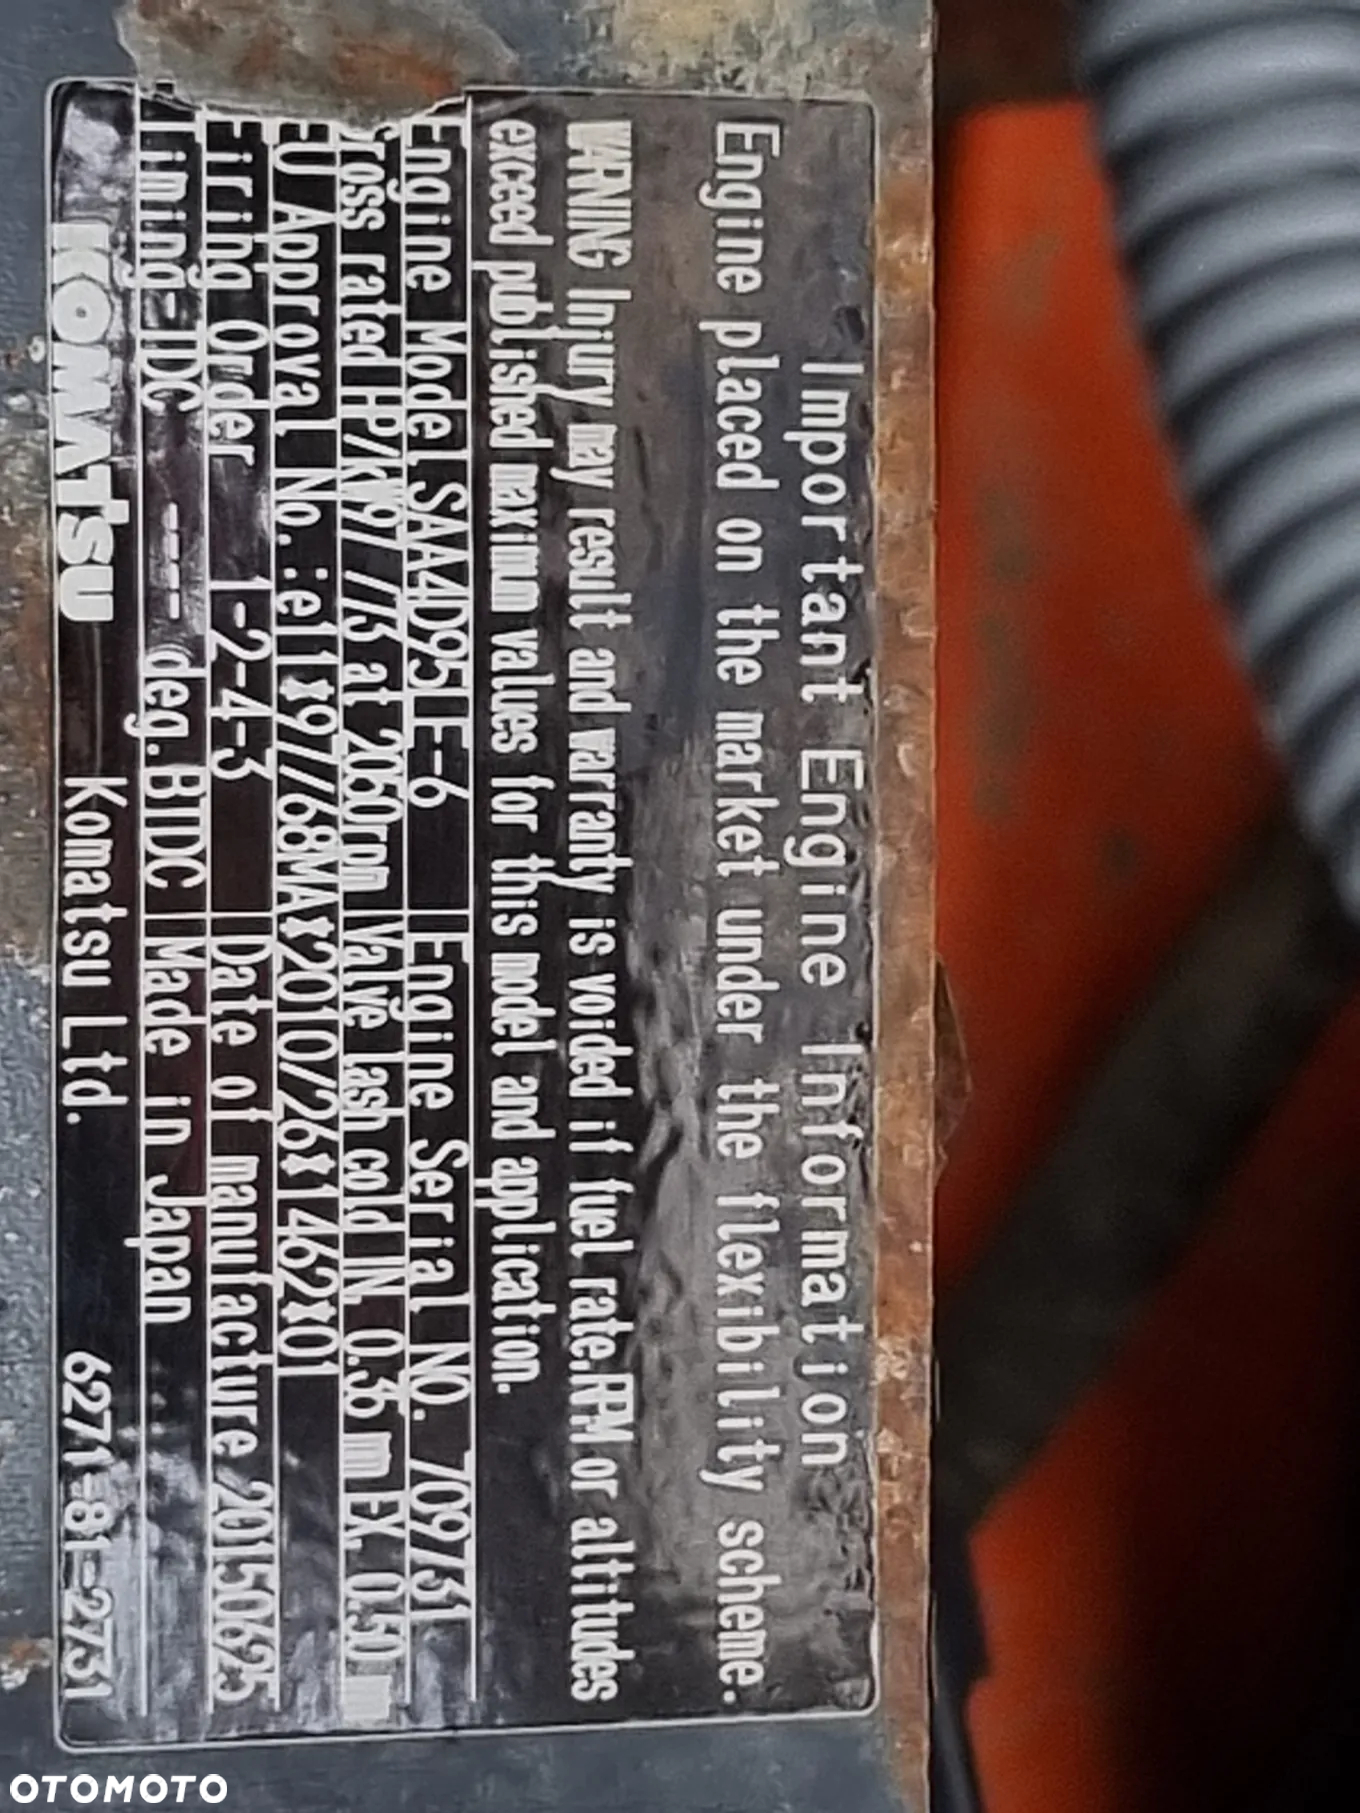 Important Engine Information
Engine placed on the market under the flexibility scheme.
WARNING Injury may result and warranty is voided if fuel rate,RPM or altitudes
exceed published maximum values for this model and application.
Engine Model SAA4D95LE-6 Engine Serial NO. 709731
Gross rated HP/kW 97/73 at 2050rpm Valve lash cold IN. 0.35 mm EX. 0.50 mm
EU Approval No.:e11*97/68MA*2010/26*1462*01
Firing Order 1-2-4-3 Date of manufacture 20150625
Timing-TDC ---- deg.BTDC Made in Japan
KOMATSU Komatsu Ltd. 6271-81-2731
OTOMOTO